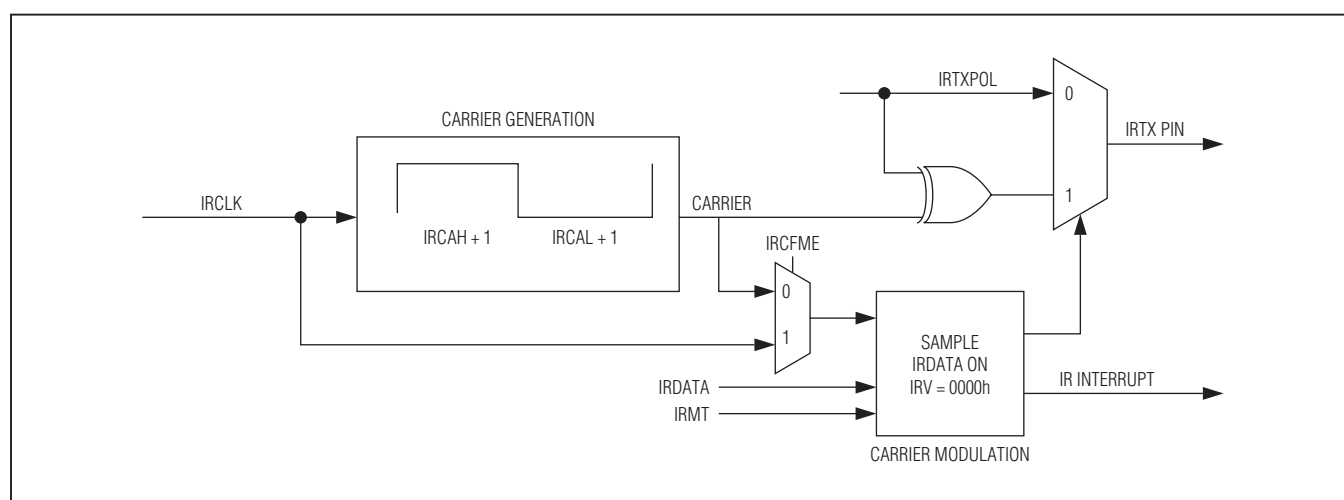 IRTXPOL
0
CARRIER GENERATION
IRTX PIN
IRCLK
CARRIER
1
IRCAH + 1
IRCAL + 1
IRCFME
0
1
SAMPLE
IRDATA ON
IRV = 0000h
IRDATA
IR INTERRUPT
IRMT
CARRIER MODULATION